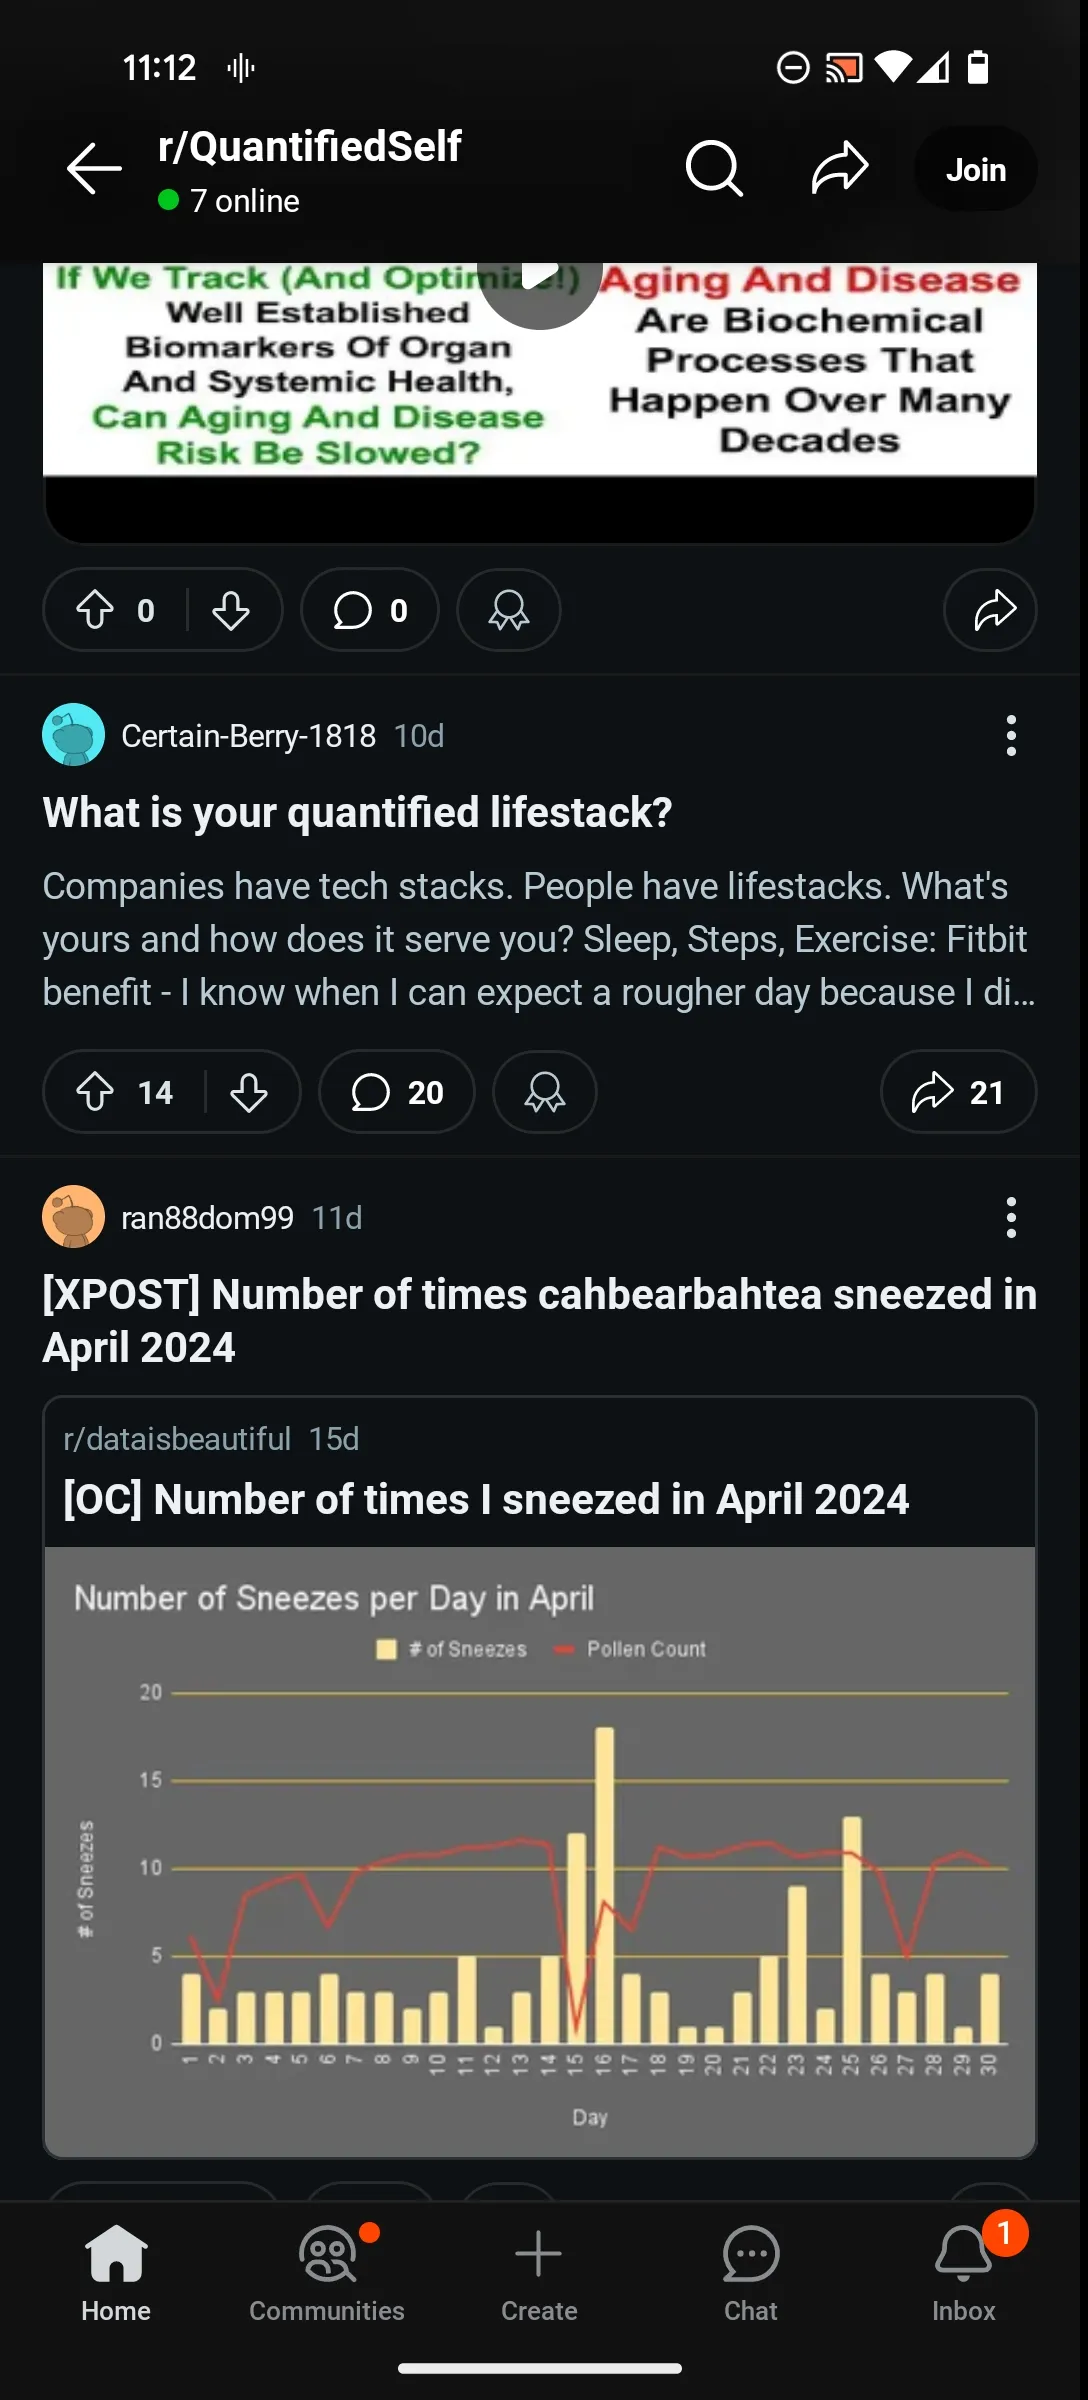 11:12
r/QuantifiedSelf
7 online
Join
If We Track (And Optimize!)
Well Established
Biomarkers Of Organ
And Systemic Health,
Can Aging And Disease
Risk Be Slowed?
Aging And Disease
Are Biochemical
Processes That
Happen Over Many
Decades
0
0
Certain-Berry-1818 10d
What is your quantified lifestack?
Companies have tech stacks. People have lifestacks. What's
yours and how does it serve you? Sleep, Steps, Exercise: Fitbit
benefit - I know when I can expect a rougher day because I di...
14
20
21
ran88dom99 11d
[XPOST] Number of times cahbearbahtea sneezed in
April 2024
r/dataisbeautiful 15d
[OC] Number of times I sneezed in April 2024
Number of Sneezes per Day in April
# of Sneezes Pollen Count
# of Sneezes
20
15
10
5
0
1 2 3 4 5 6 7 8 9 10 11 12 13 14 15 16 17 18 19 20 21 22 23 24 25 26 27 28 29 30
Day
1
Home Communities Create Chat Inbox